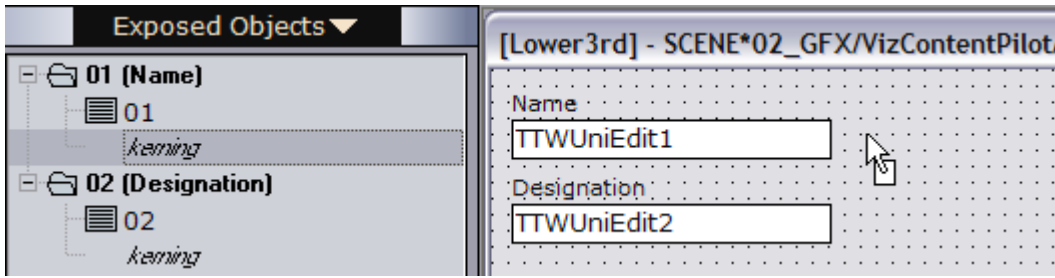 Exposed Objects
01 (Name)
01
kerning
02 (Designation)
02
kerning
[Lower3rd] - SCENE*02_GFX/VizContentPilot
Name
TTWUniEdit1
Designation
TTWUniEdit2